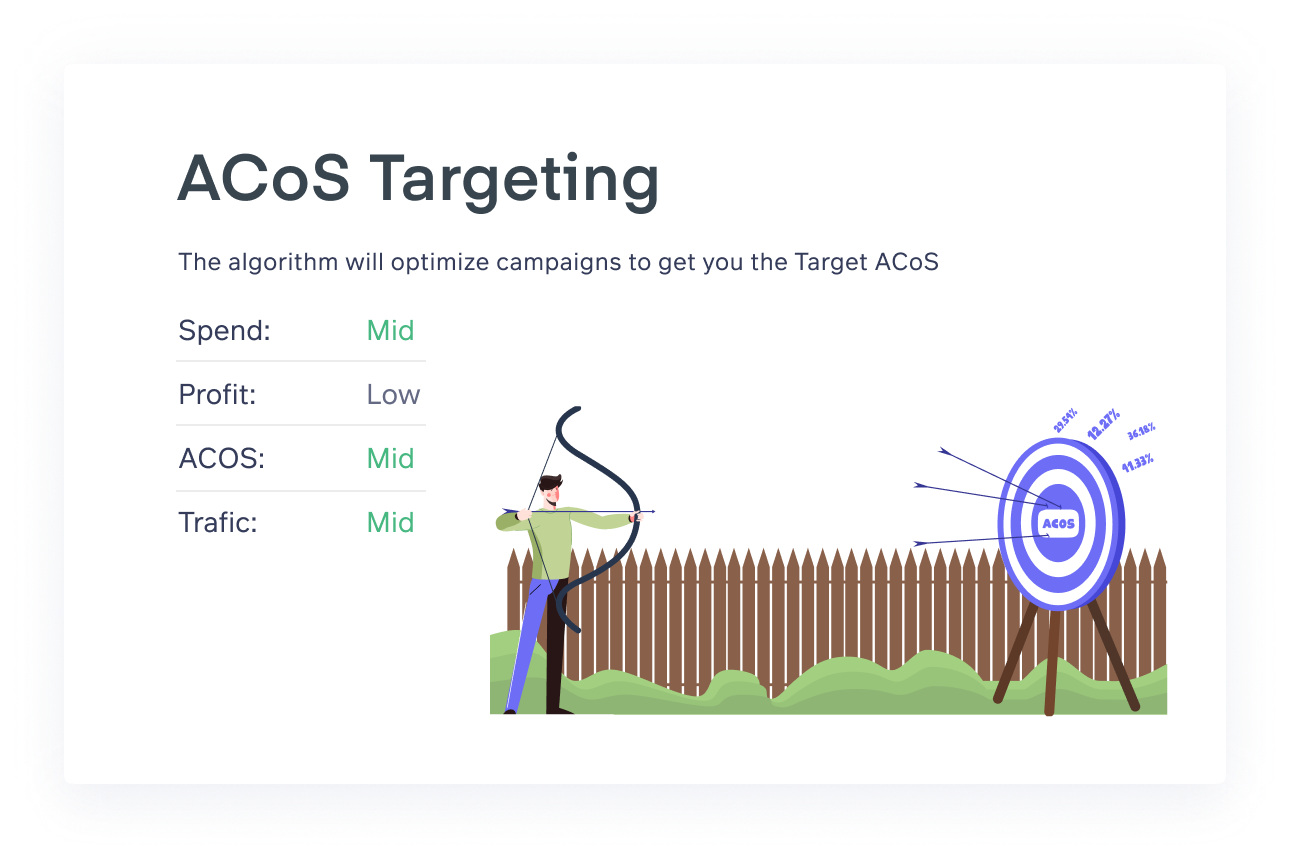 ACoS Targeting
The algorithm will optimize campaigns to get you the Target ACoS
Spend: Mid
Profit: Low
ACOS: Mid
Trafic: Mid
29.54%
12.27%
36.18%
11.33%
ACOS